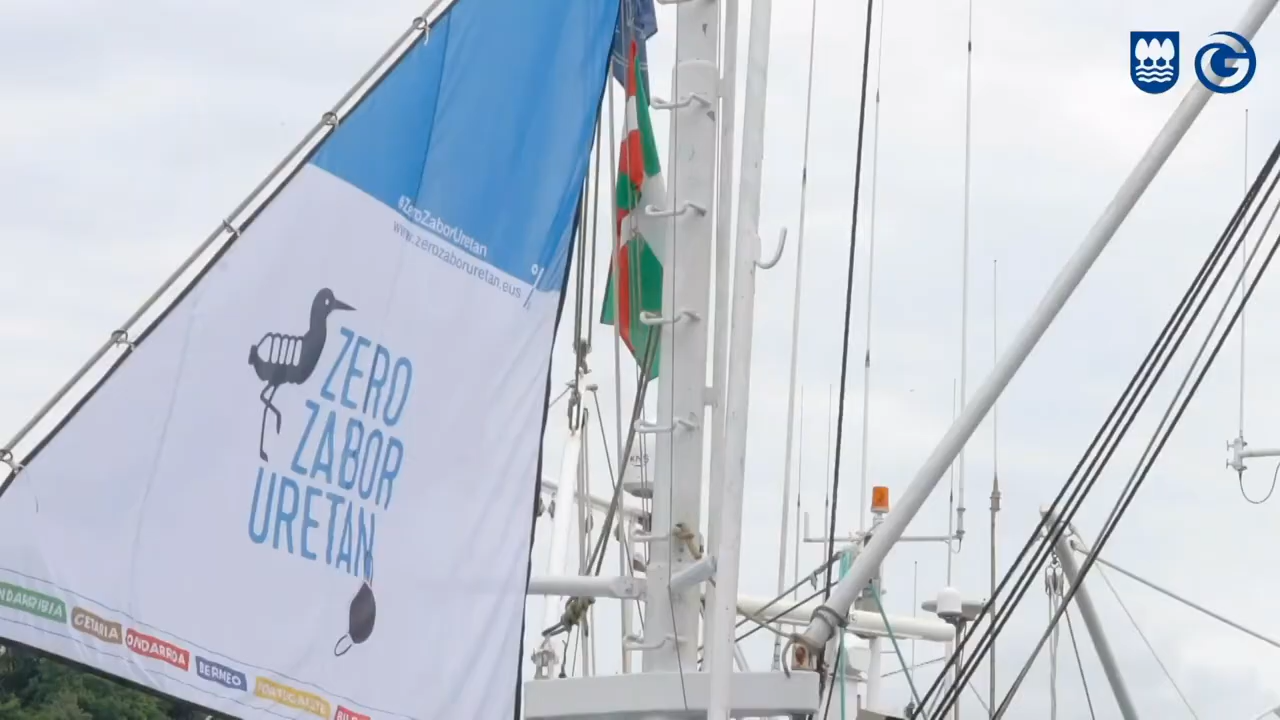 #ZeroZaborUretan
www.zerozaboruretan.eus
ZERO
ZABOR
URETAN
ONDARRIBIA
GETARIA
ONDARROA
BERMEO